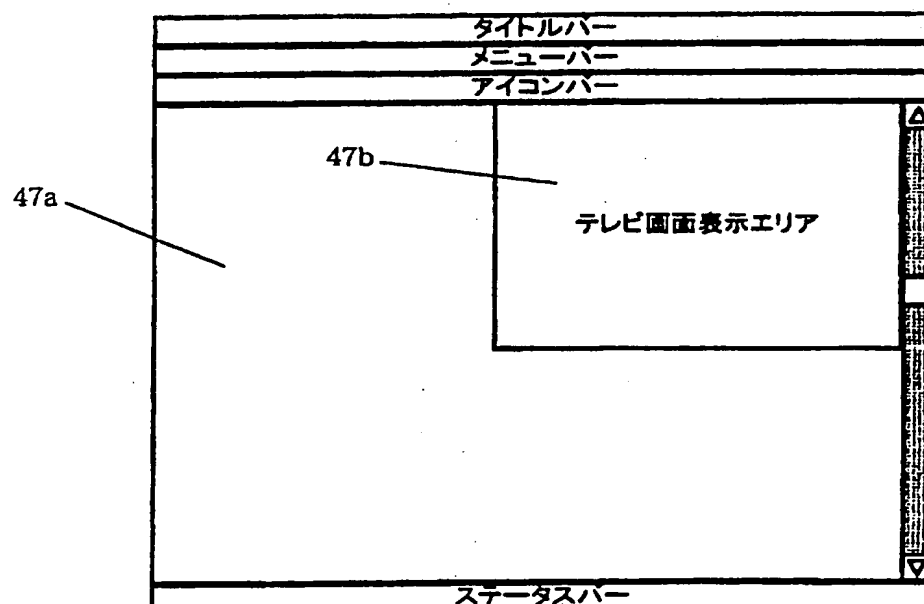 タイトルバー
メニューバー
アイコンバー
47b
47a
テレビ画面表示エリア
ステータスバー